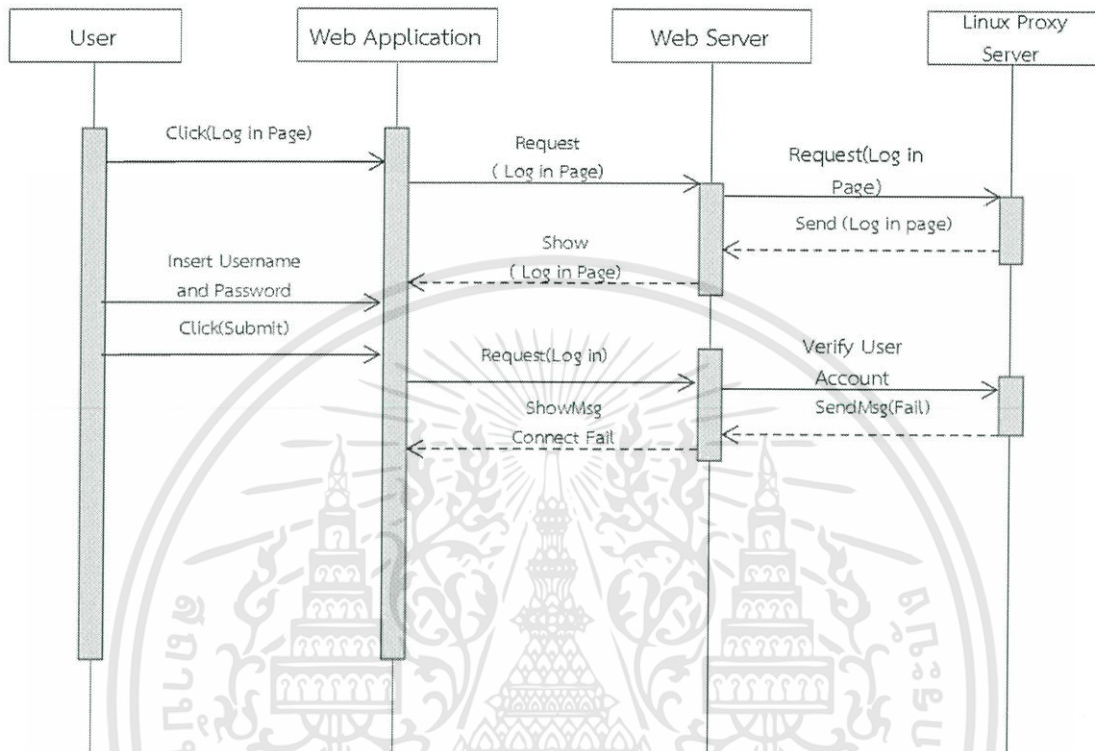 User
Web Application
Web Server
Linux Proxy
Server
Click(Log in Page)
Request
( Log in Page)
Request(Log in
Page)
Send (Log in page)
Show
( Log in Page)
Insert Username
and Password
Click(Submit)
Request(Log in)
Verify User
Account
SendMsg(Fail)
ShowMsg
Connect Fail